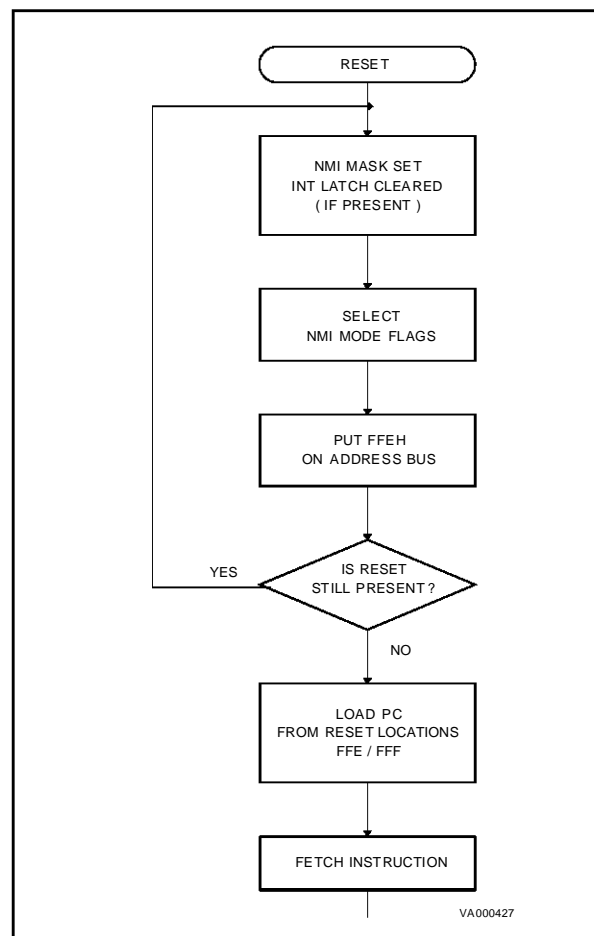 RESET
NMI MASK SET
INT LATCH CLEARED
( IF PRESENT )
SELECT
NMI MODE FLAGS
PUT FFEH
ON ADDRESS BUS
IS RESET
STILL PRESENT?
YES
NO
LOAD PC
FROM RESET LOCATIONS
FFE / FFF
FETCH INSTRUCTION
VA000427